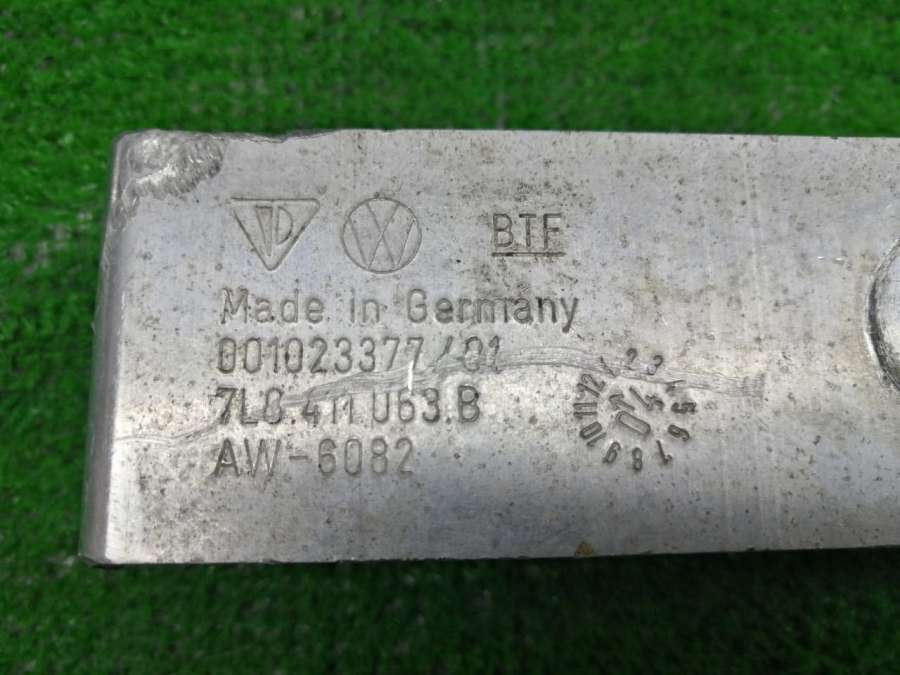 BTF
Made in Germany
001023377/01
7L0.411.063.B
AW-6082